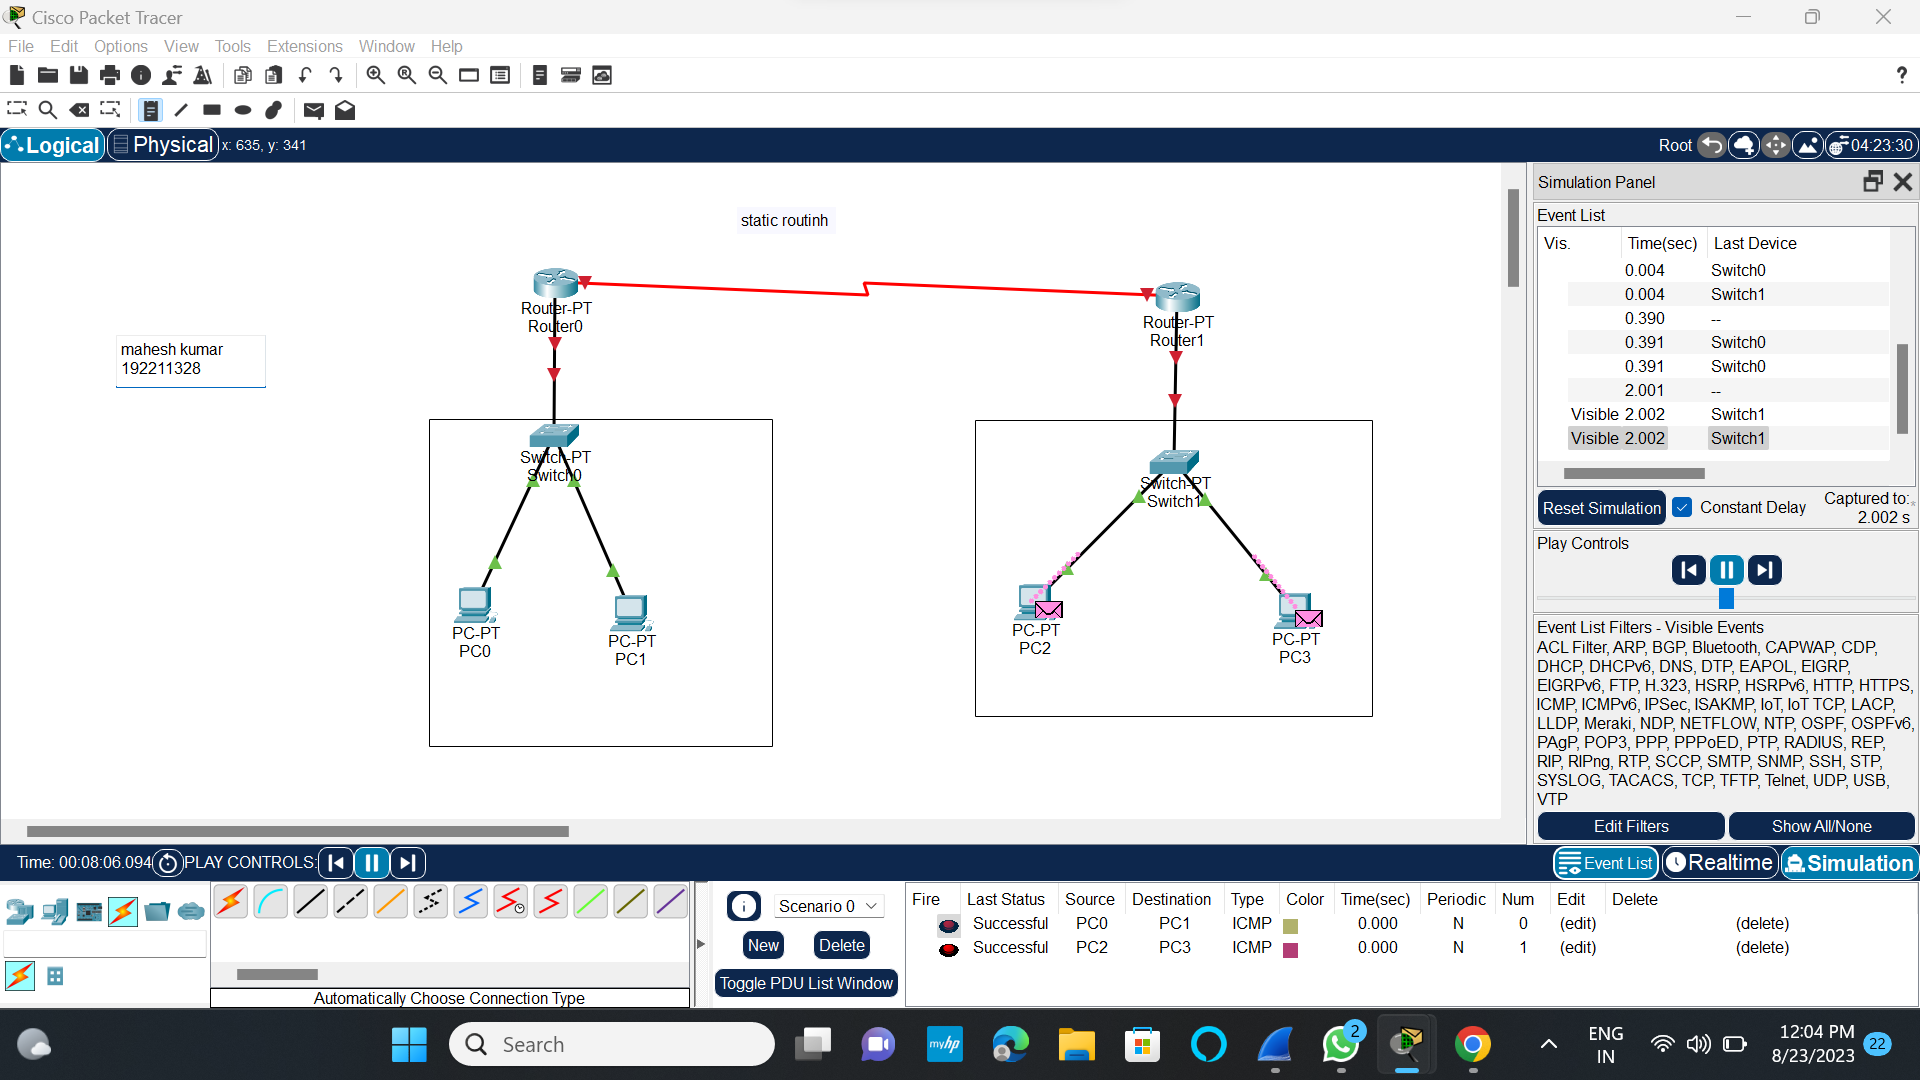 Cisco Packet Tracer
File Edit Options View Tools Extensions Window Help
Logical Physical x: 635, y: 341 Root 04:23:30
Simulation Panel
Event List
Vis. Time(sec) Last Device
0.004 Switch0
0.004 Switch1
0.390 --
0.391 Switch0
0.391 Switch0
2.001 --
Visible 2.002 Switch1
Visible 2.002 Switch1
Reset Simulation Constant Delay Captured to:
2.002 s
Play Controls
Event List Filters - Visible Events
ACL Filter, ARP, BGP, Bluetooth, CAPWAP, CDP,
DHCP, DHCPv6, DNS, DTP, EAPOL, EIGRP,
EIGRPv6, FTP, H.323, HSRP, HSRPv6, HTTP, HTTPS,
ICMP, ICMPv6, IPSec, ISAKMP, IoT, IoT TCP, LACP,
LLDP, Meraki, NDP, NETFLOW, NTP, OSPF, OSPFv6,
PAgP, POP3, PPP, PPPoED, PTP, RADIUS, REP,
RIP, RIPng, RTP, SCCP, SMTP, SNMP, SSH, STP,
SYSLOG, TACACS, TCP, TFTP, Telnet, UDP, USB,
VTP
Edit Filters Show All/None
static routinh
Router-PT
Router0
Router-PT
Router1
mahesh kumar
192211328
Switch-PT
Switch0
Switch-PT
Switch1
PC-PT
PC0
PC-PT
PC1
PC-PT
PC2
PC-PT
PC3
Time: 00:08:06.094 PLAY CONTROLS: Event List Realtime Simulation
Scenario 0
New Delete
Toggle PDU List Window
Automatically Choose Connection Type
Fire Last Status Source Destination Type Color Time(sec) Periodic Num Edit Delete
Successful PC0 PC1 ICMP 0.000 N 0 (edit) (delete)
Successful PC2 PC3 ICMP 0.000 N 1 (edit) (delete)
Search
myhp
2
ENG
IN
12:04 PM
8/23/2023
22